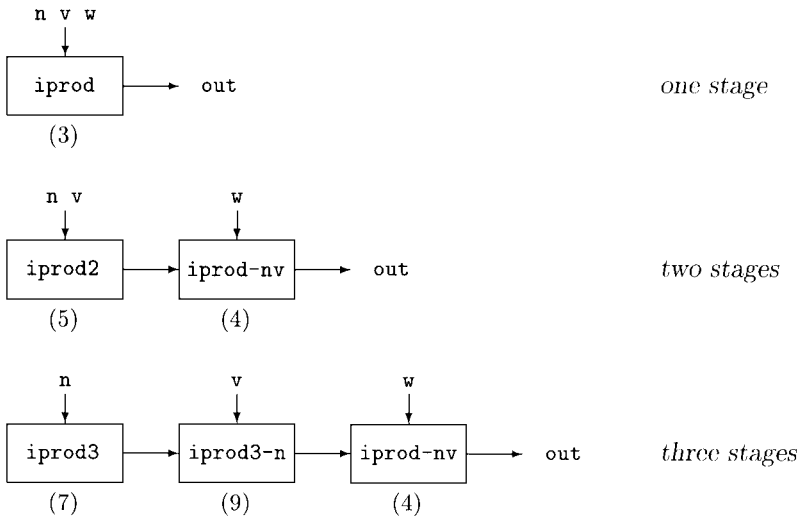 n v w
iprod out one stage
(3)
n v w
iprod2 iprod-nv out two stages
(5) (4)
n v w
iprod3 iprod3-n iprod-nv out three stages
(7) (9) (4)